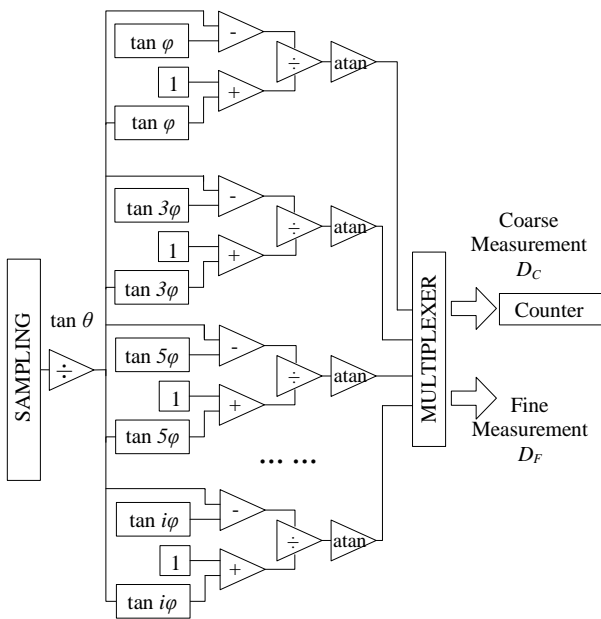 tan φ
-
÷
atan
1
+
tan φ
tan 3φ
-
÷
atan
1
+
tan 3φ
SAMPLING
÷
tan θ
tan 5φ
-
÷
atan
1
+
tan 5φ
... ...
tan iφ
-
÷
atan
1
+
tan iφ
MULTIPLEXER
Coarse
Measurement
D_C
Counter
Fine
Measurement
D_F